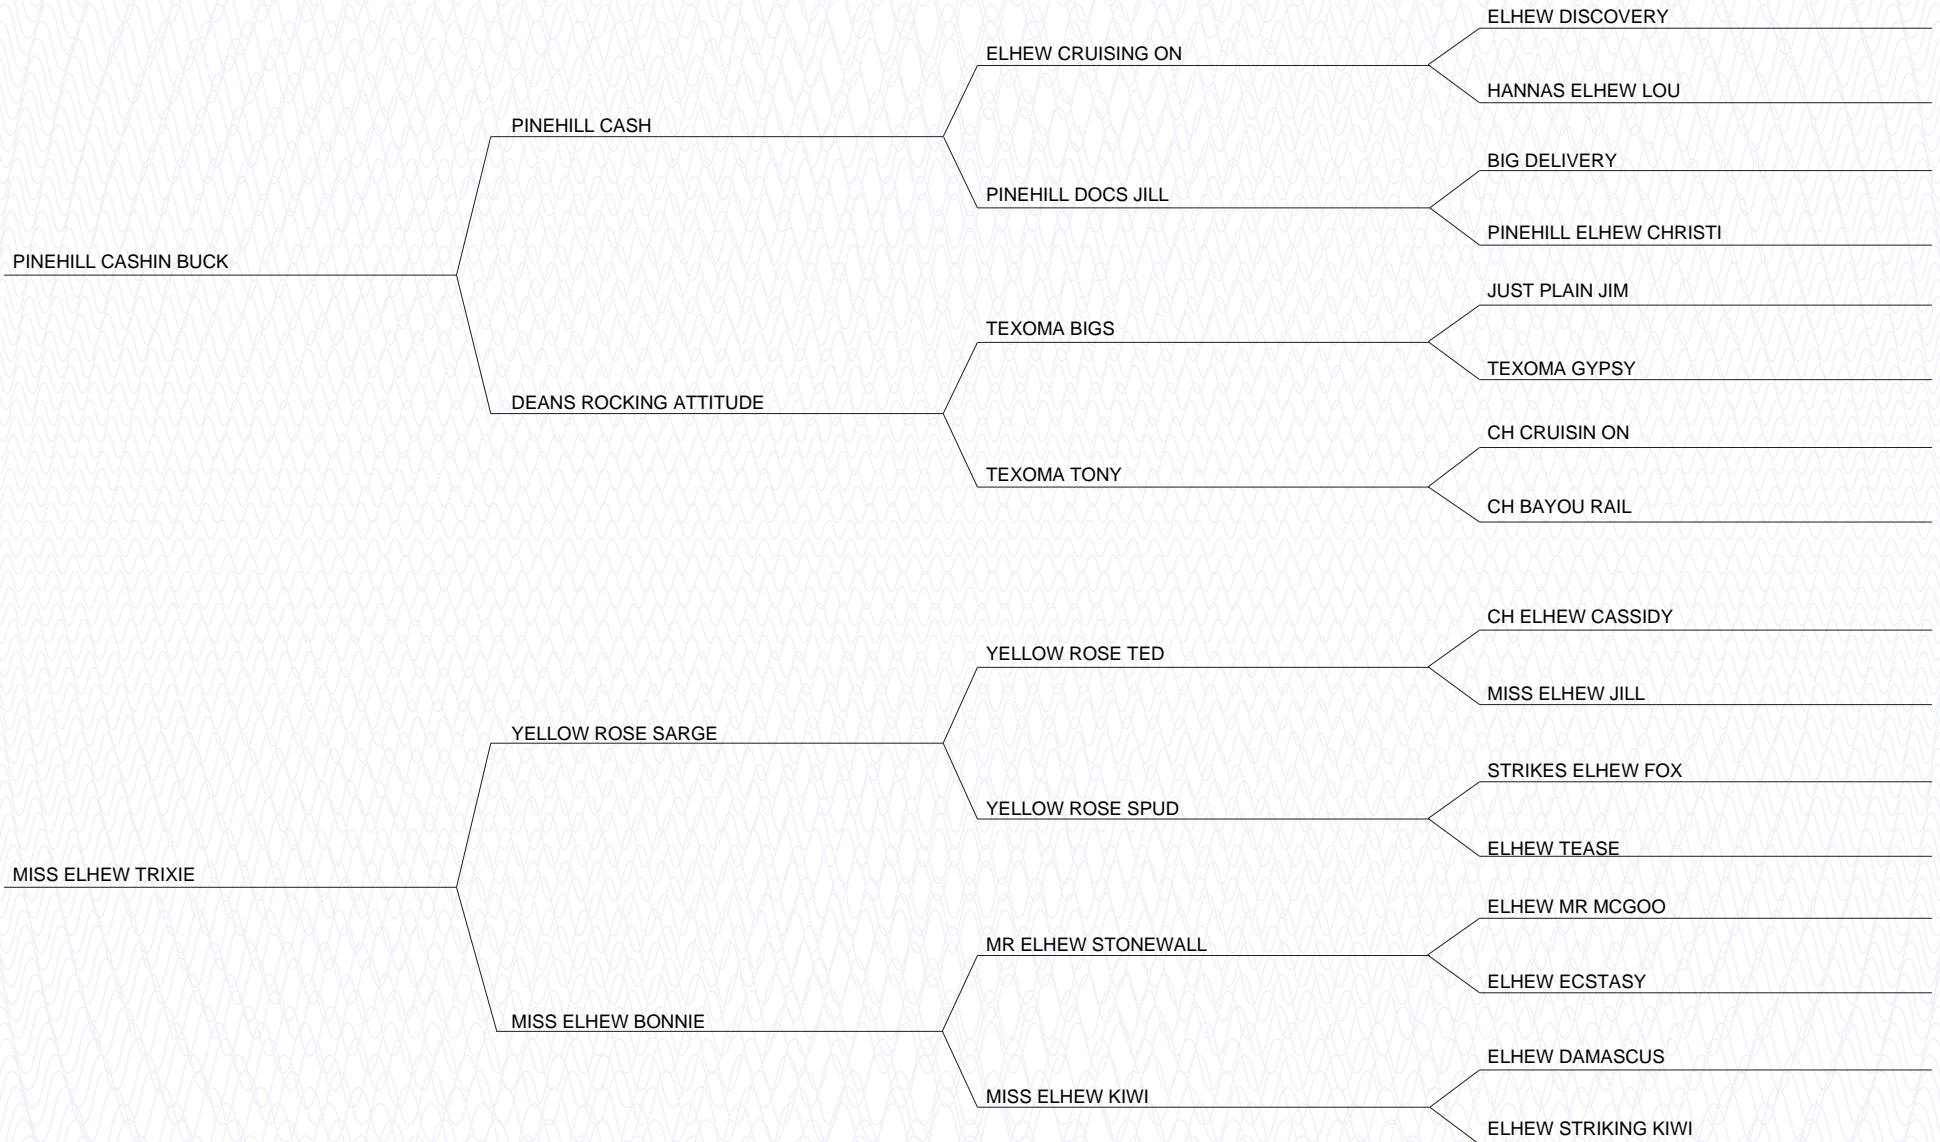 ELHEW DISCOVERY
ELHEW CRUISING ON
HANNAS ELHEW LOU
PINEHILL CASH
BIG DELIVERY
PINEHILL DOCS JILL
PINEHILL ELHEW CHRISTI
PINEHILL CASHIN BUCK
JUST PLAIN JIM
TEXOMA BIGS
TEXOMA GYPSY
DEANS ROCKING ATTITUDE
CH CRUISIN ON
TEXOMA TONY
CH BAYOU RAIL
CH ELHEW CASSIDY
YELLOW ROSE TED
MISS ELHEW JILL
YELLOW ROSE SARGE
STRIKES ELHEW FOX
YELLOW ROSE SPUD
ELHEW TEASE
MISS ELHEW TRIXIE
ELHEW MR MCGOO
MR ELHEW STONEWALL
ELHEW ECSTASY
MISS ELHEW BONNIE
ELHEW DAMASCUS
MISS ELHEW KIWI
ELHEW STRIKING KIWI